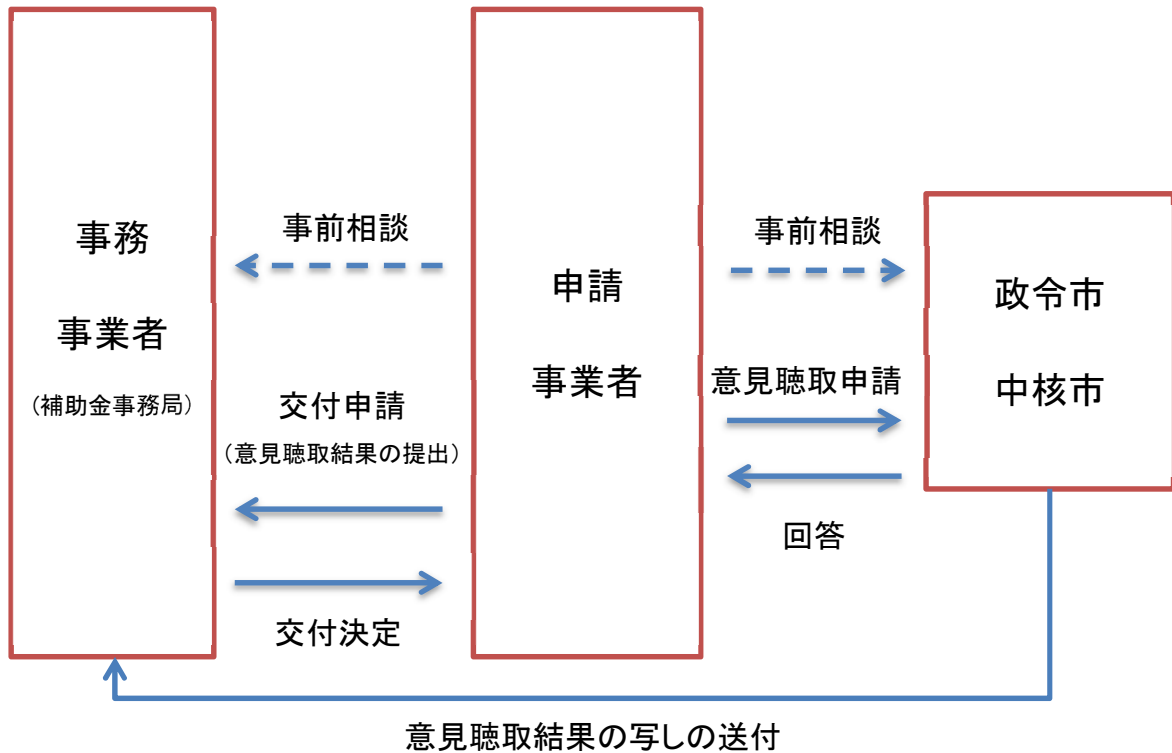 事務
事業者
（補助金事務局）
事前相談
交付申請
（意見聴取結果の提出）
交付決定
申請
事業者
事前相談
意見聴取申請
回答
政令市
中核市
意見聴取結果の写しの送付